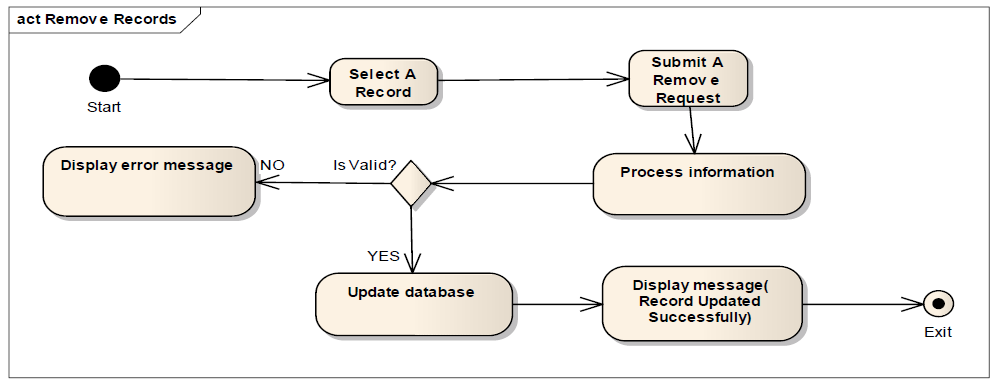 act Remove Records
Select A
Record
Submit A
Remove
Request
Start
Display error message
NO
Is Valid?
Process information
YES
Update database
Display message(
Record Updated
Successfully)
Exit